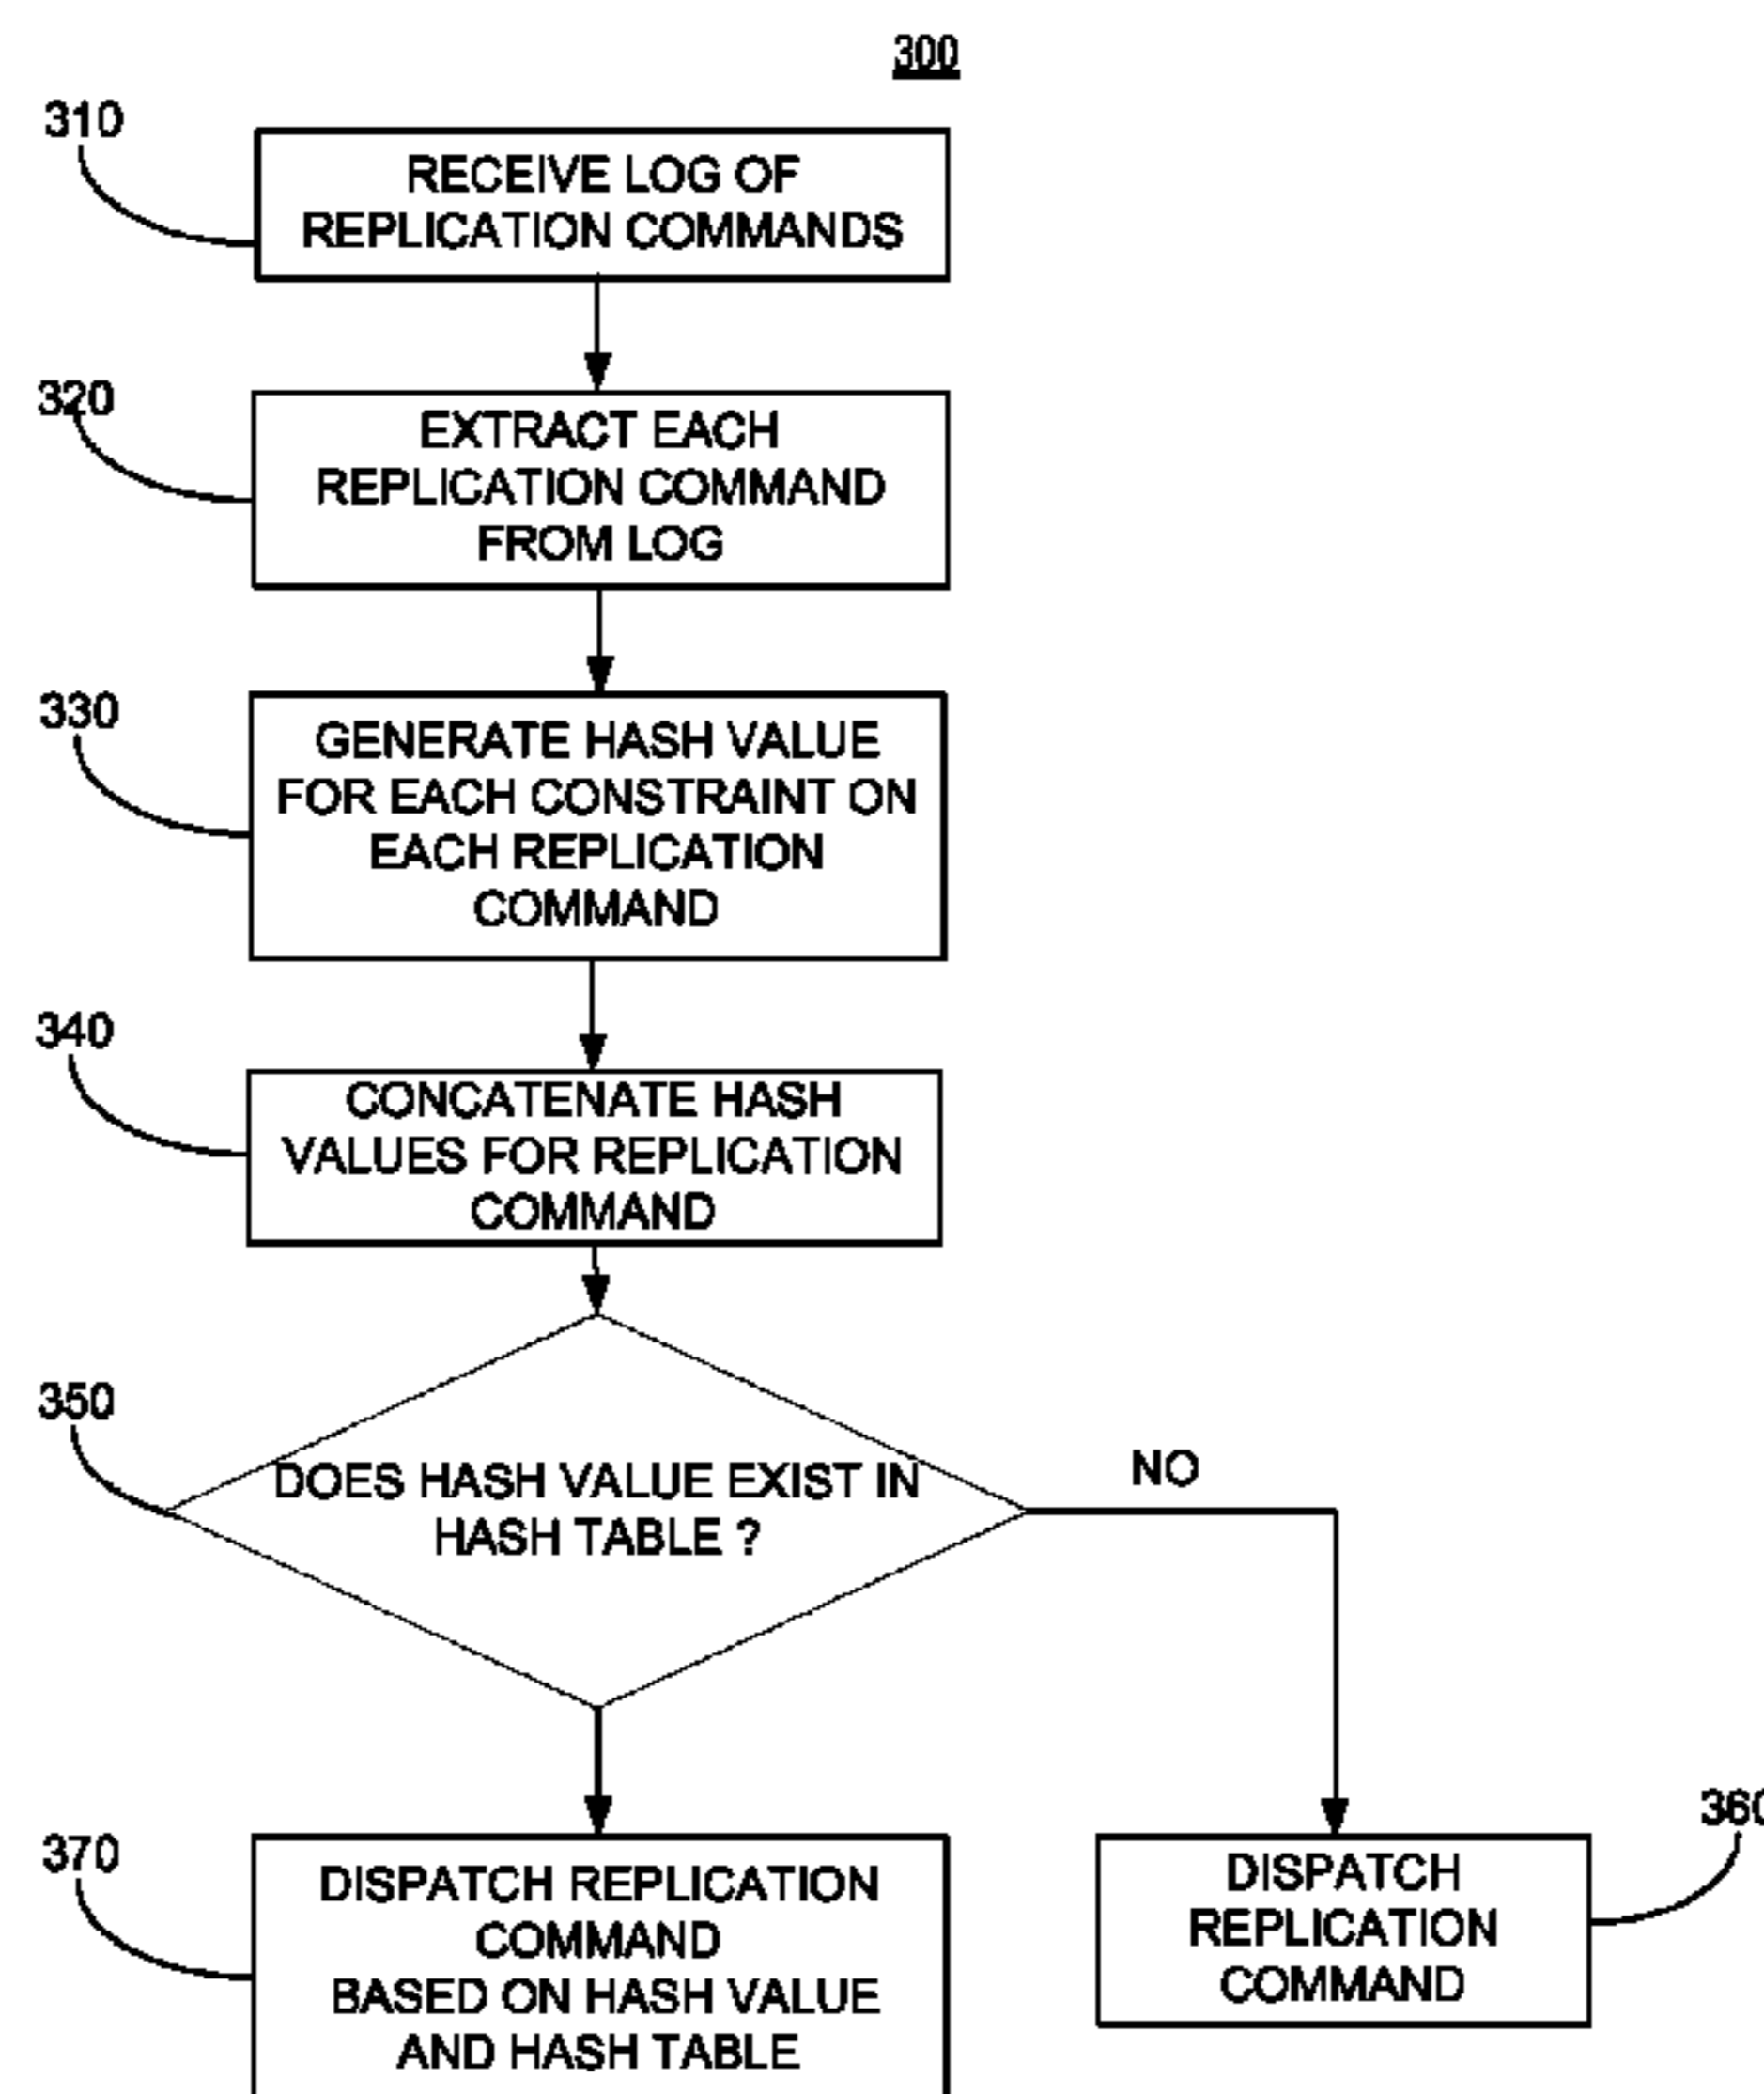 300
310
RECEIVE LOG OF
REPLICATION COMMANDS
320
EXTRACT EACH
REPLICATION COMMAND
FROM LOG
330
GENERATE HASH VALUE
FOR EACH CONSTRAINT ON
EACH REPLICATION
COMMAND
340
CONCATENATE HASH
VALUES FOR REPLICATION
COMMAND
350
DOES HASH VALUE EXIST IN
HASH TABLE ?
NO
360
DISPATCH
REPLICATION
COMMAND
370
DISPATCH REPLICATION
COMMAND
BASED ON HASH VALUE
AND HASH TABLE